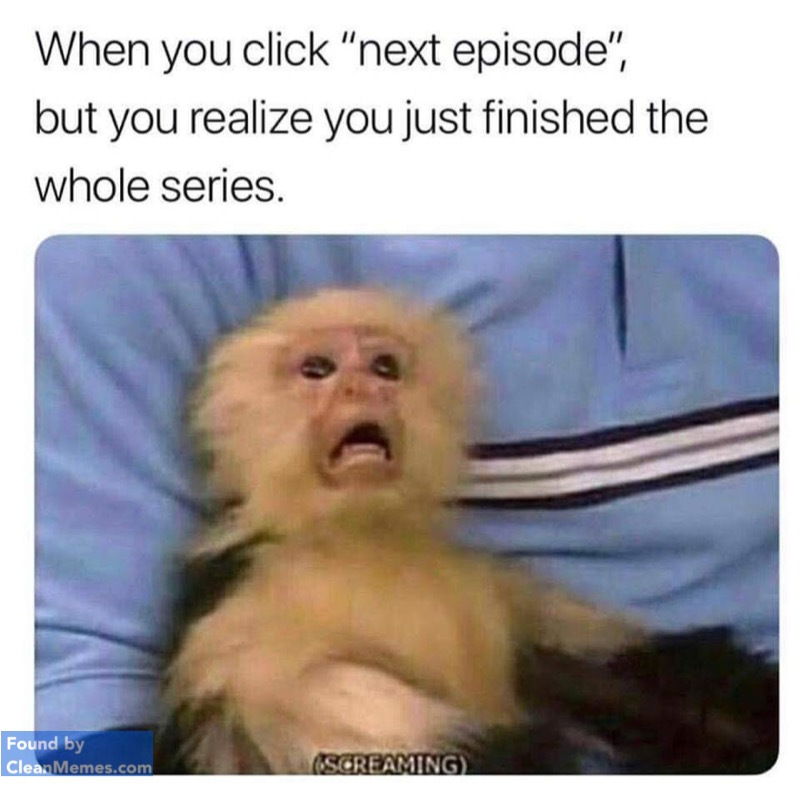 When you click “next episode”,
but you realize you just finished the
whole series.
(SCREAMING)
Found by
CleanMemes.com